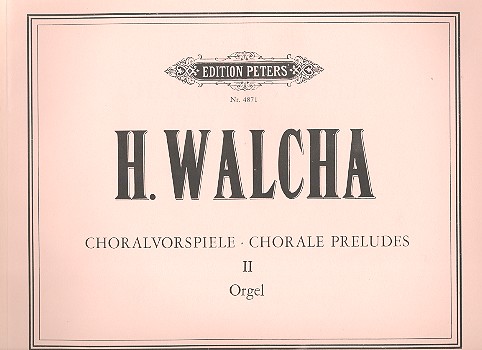 EDITION PETERS
Nr. 4871
H. WALCHA
CHORALVORSPIELE · CHORALE PRELUDES
II
Orgel